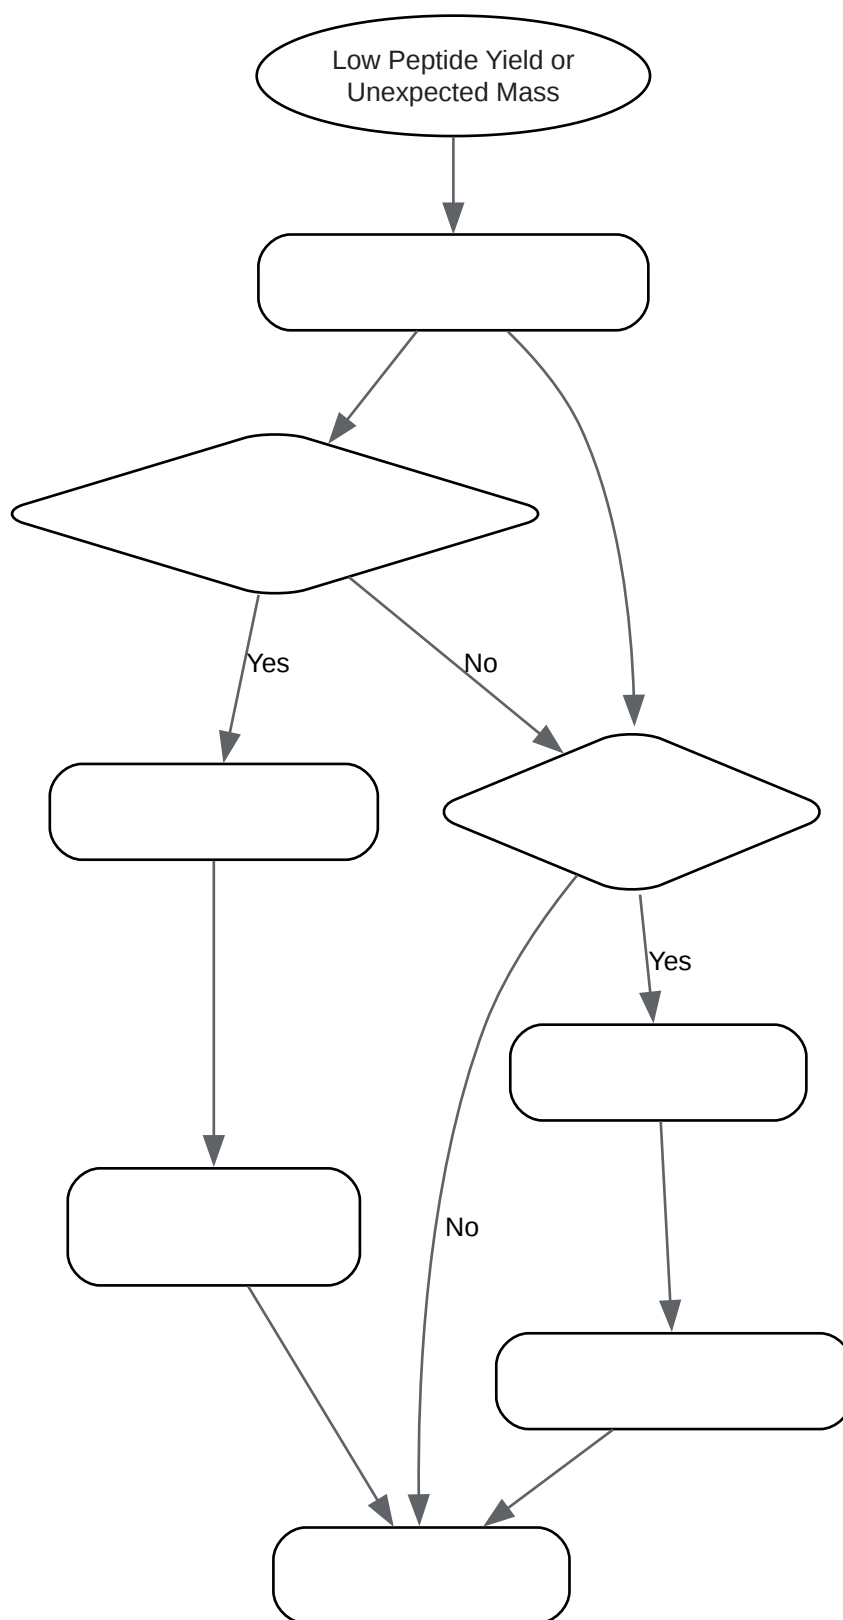 Low Peptide Yield or
Unexpected Mass
Yes
No
Yes
No